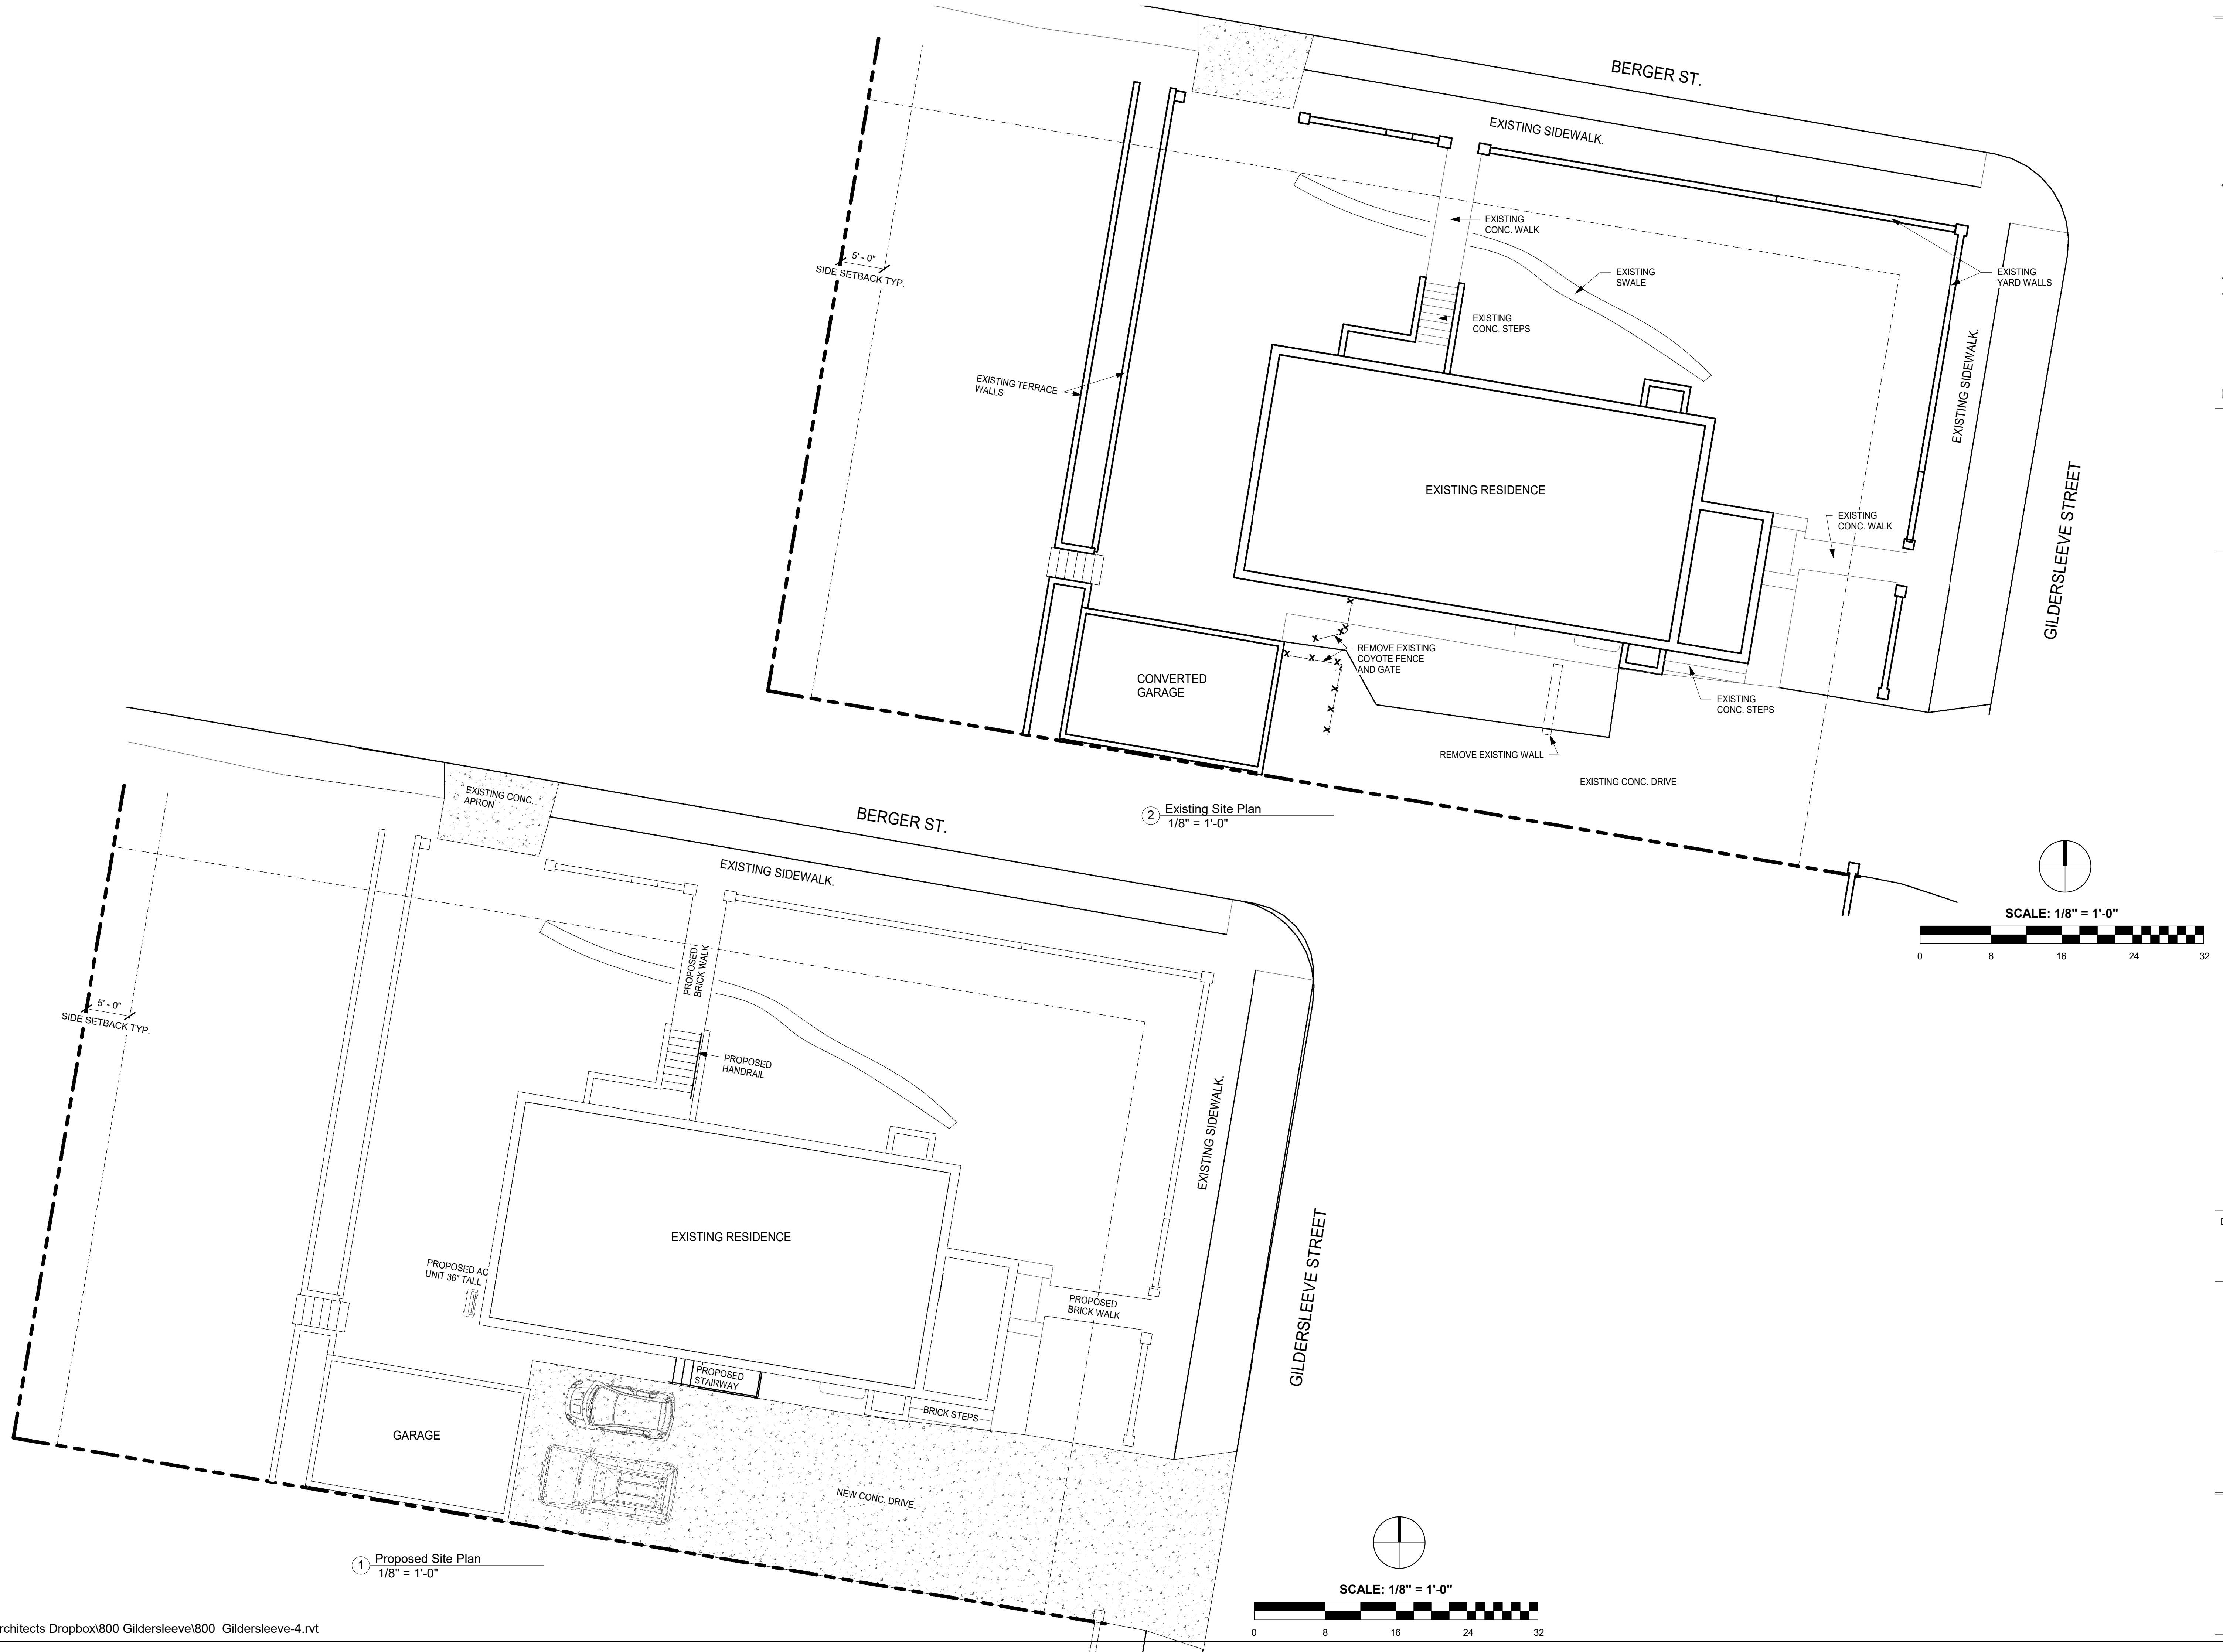 BERGER ST.
EXISTING SIDEWALK.
EXISTING
CONC. WALK
EXISTING
SWALE
EXISTING
YARD WALLS
5' - 0"
SIDE SETBACK TYP.
EXISTING
CONC. STEPS
EXISTING SIDEWALK.
EXISTING TERRACE
WALLS
EXISTING RESIDENCE
EXISTING
CONC. WALK
GILDERSLEEVE STREET
REMOVE EXISTING
COYOTE FENCE
AND GATE
CONVERTED
GARAGE
EXISTING
CONC. STEPS
REMOVE EXISTING WALL
EXISTING CONC. DRIVE
2
Existing Site Plan
1/8" = 1'-0"
SCALE: 1/8" = 1'-0"
0 8 16 24 32
EXISTING CONC.
APRON
BERGER ST.
EXISTING SIDEWALK.
PROPOSED
BRICK WALK
5' - 0"
SIDE SETBACK TYP.
PROPOSED
HANDRAIL
EXISTING SIDEWALK.
EXISTING RESIDENCE
PROPOSED AC
UNIT 36" TALL
PROPOSED
BRICK WALK
GILDERSLEEVE STREET
PROPOSED
STAIRWAY
BRICK STEPS
GARAGE
NEW CONC. DRIVE
1
Proposed Site Plan
1/8" = 1'-0"
SCALE: 1/8" = 1'-0"
0 8 16 24 32
rchitects Dropbox\800 Gildersleeve\800 Gildersleeve-4.rvt